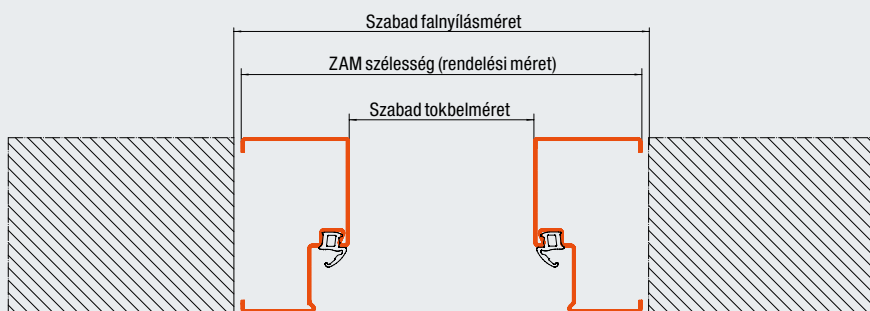 Szabad falnyílásméret
ZAM szélesség (rendelési méret)
Szabad tokbelméret